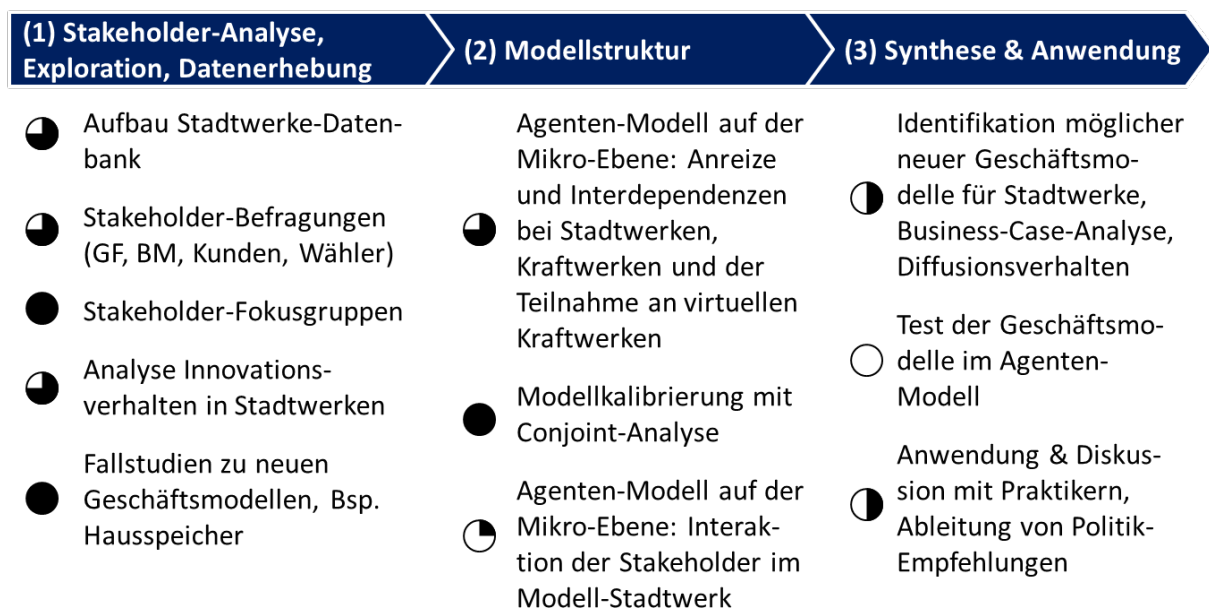 (1) Stakeholder-Analyse,
Exploration, Datenerhebung
(2) Modellstruktur
(3) Synthese & Anwendung
Aufbau Stadtwerke-Daten-
bank
Stakeholder-Befragungen
(GF, BM, Kunden, Wähler)
Stakeholder-Fokusgruppen
Analyse Innovations-
verhalten in Stadtwerken
Fallstudien zu neuen
Geschäftsmodellen, Bsp.
Hausspeicher
Agenten-Modell auf der
Mikro-Ebene: Anreize
und Interdependenzen
bei Stadtwerken,
Kraftwerken und der
Teilnahme an virtuellen
Kraftwerken
Modellkalibrierung mit
Conjoint-Analyse
Agenten-Modell auf der
Mikro-Ebene: Interak-
tion der Stakeholder im
Modell-Stadtwerk
Identifikation möglicher
neuer Geschäftsmo-
delle für Stadtwerke,
Business-Case-Analyse,
Diffusionsverhalten
Test der Geschäftsmo-
delle im Agenten-
Modell
Anwendung & Diskus-
sion mit Praktikern,
Ableitung von Politik-
Empfehlungen